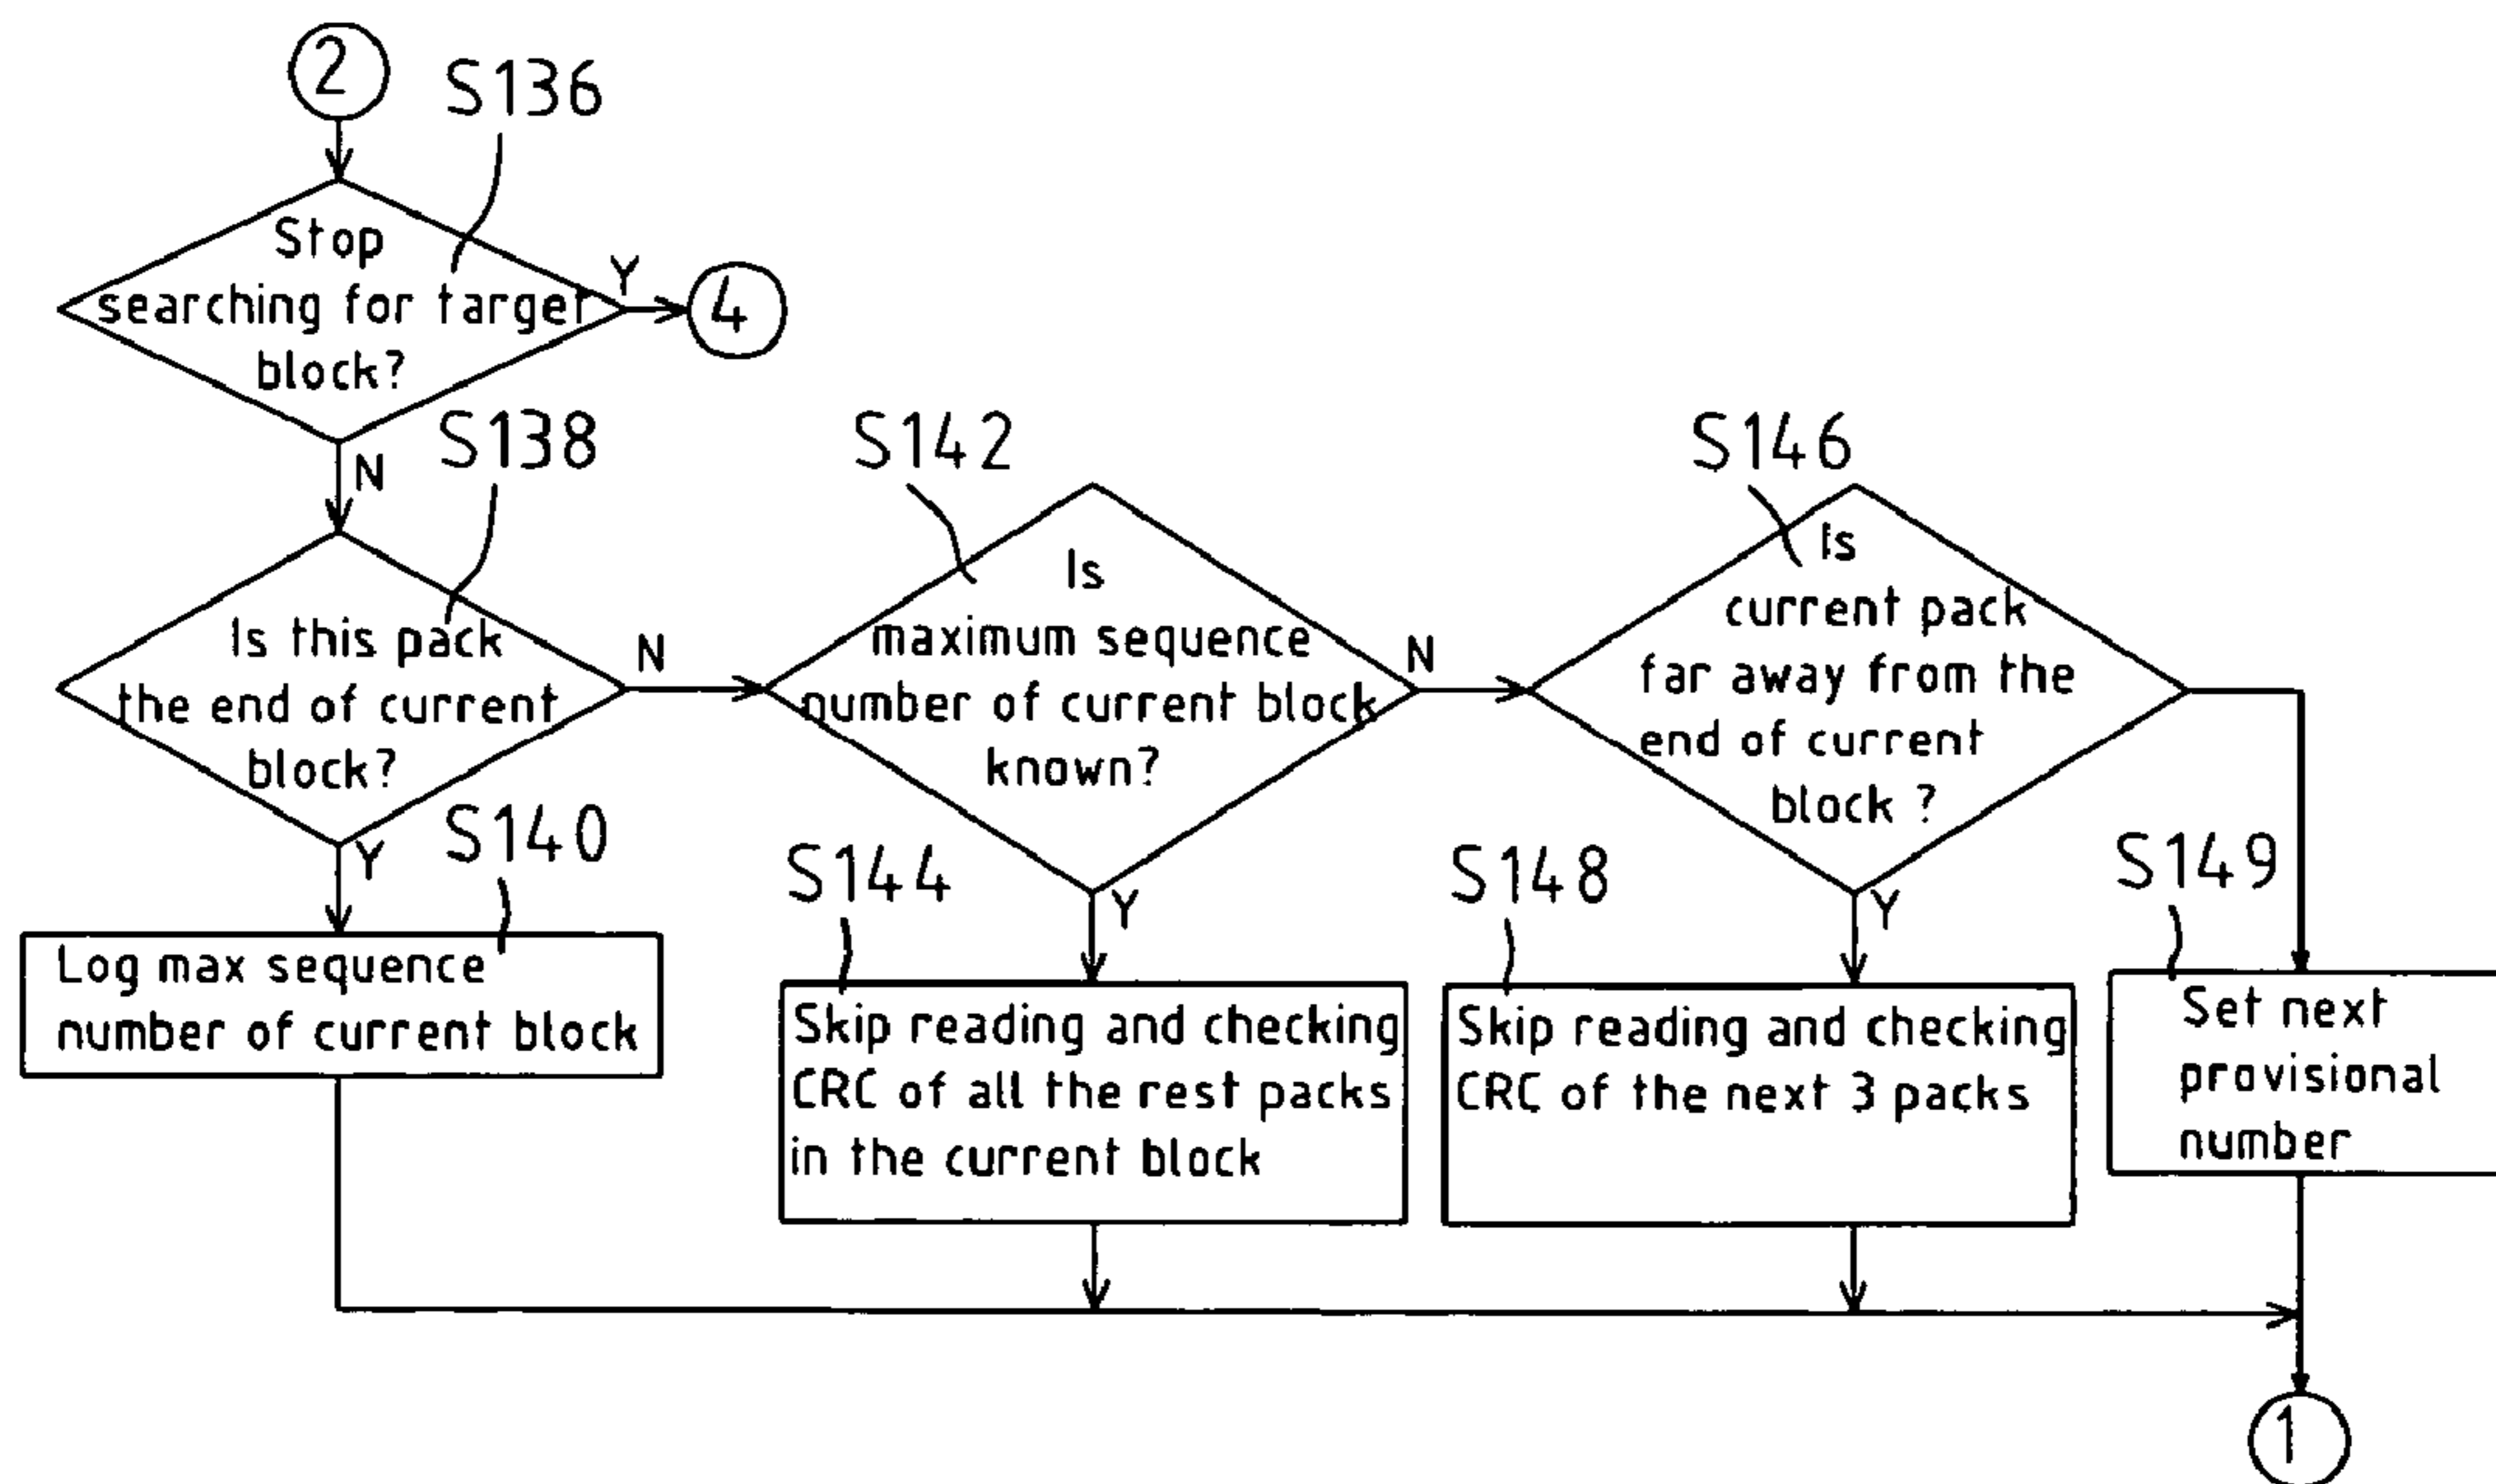 2
S136
Stop
searching for target
block?
Y
4
N
S138
Is this pack
the end of current
block?
N
Y
S140
Log max sequence
number of current block
S142
Is
maximum sequence
number of current block
known?
N
Y
S144
Skip reading and checking
CRC of all the rest packs
in the current block
S146
Is
current pack
far away from the
end of current
block ?
Y
S148
Skip reading and checking
CRC of the next 3 packs
S149
Set next
provisional
number
1